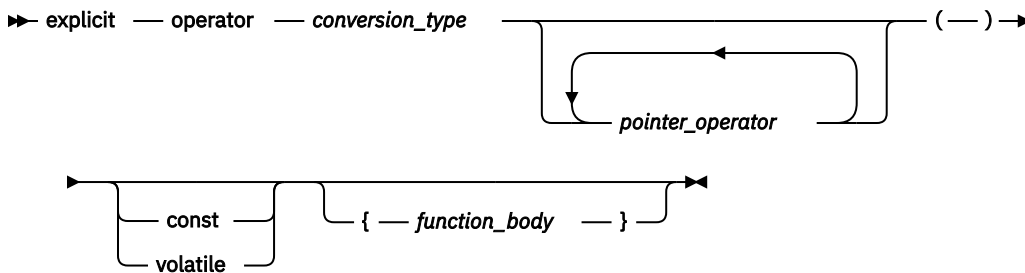 explicit operator conversion_type ( )
pointer_operator
const { function_body }
volatile